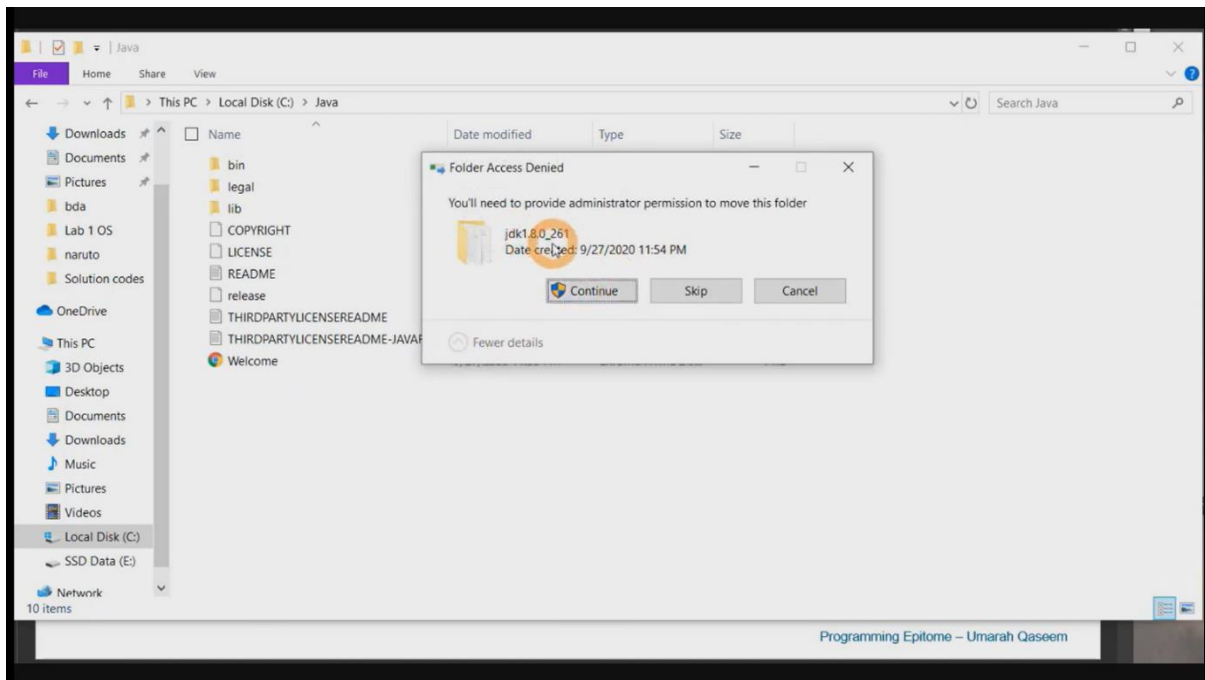 Java
File Home Share View
This PC > Local Disk (C:) > Java
Search Java
Downloads
Documents
Pictures
bda
Lab 1 OS
naruto
Solution codes
OneDrive
This PC
3D Objects
Desktop
Documents
Downloads
Music
Pictures
Videos
Local Disk (C:)
SSD Data (E:)
Network
10 items
Name Date modified Type Size
bin
legal
lib
COPYRIGHT
LICENSE
README
release
THIRDPARTYLICENSEREADME
THIRDPARTYLICENSEREADME-JAVAF
Welcome
Folder Access Denied
You'll need to provide administrator permission to move this folder
jdk1.8.0_261
Date created: 9/27/2020 11:54 PM
Continue Skip Cancel
Fewer details
Programming Epitome – Umarah Qaseem